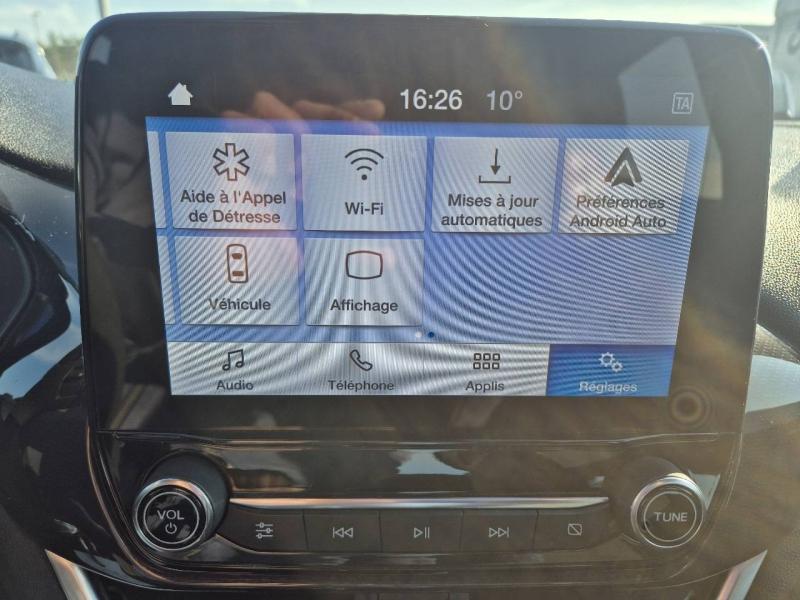 16:26 10° TA
Aide à l'Appel
de Détresse
Wi-Fi
Mises à jour
automatiques
Préférences
Android Auto
Véhicule
Affichage
Audio
Téléphone
Applis
Réglages
VOL
TUNE